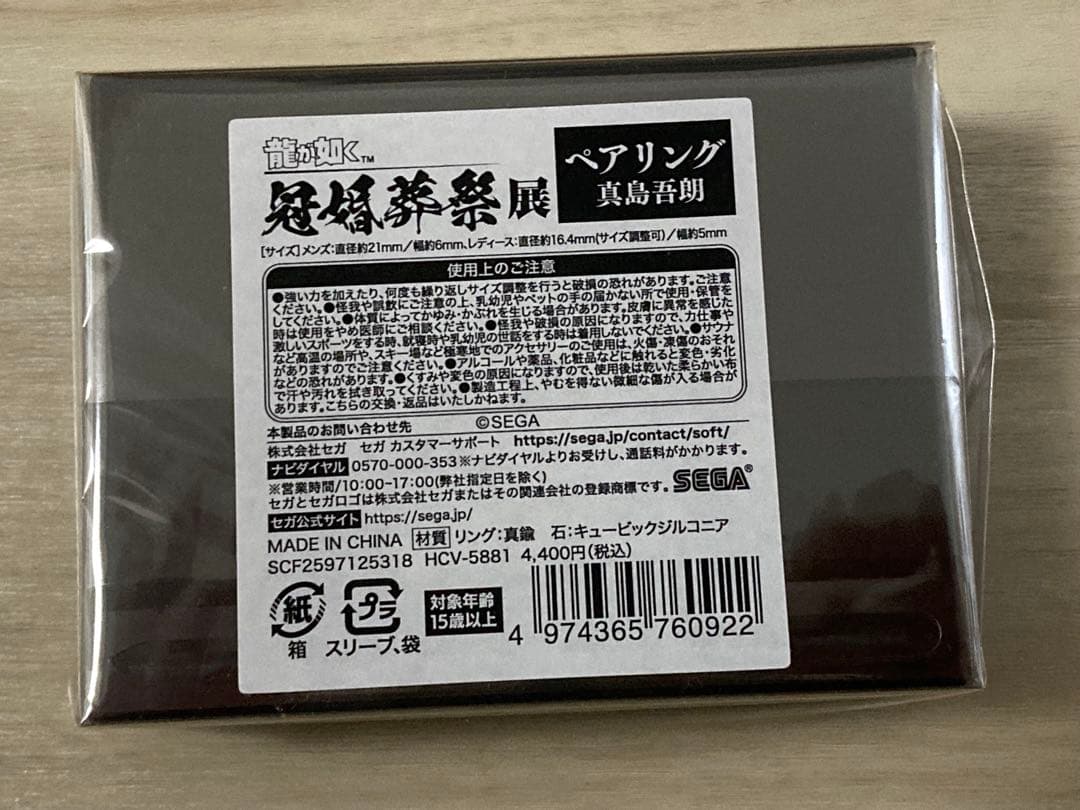 龍が如く™
冠婚葬祭展
ペアリング
真島吾朗
[サイズ]メンズ:直径約21mm/幅約6mm、レディース:直径約16.4mm(サイズ調整可)/幅約5mm
使用上のご注意
●強い力を加えたり、何度も繰り返しサイズ調整を行うと破損の恐れがあります。ご注意
ください。●怪我や誤飲にご注意の上、乳幼児やペットの手の届かない所で使用・保管を
してください。●体質によってかゆみ・かぶれを生じる場合があります。皮膚に異常を感じた
時は使用をやめ医師にご相談ください。●怪我や破損の原因になりますので、力仕事や
激しいスポーツをする時、就寝時や乳幼児の世話をする時は着用しないでください。●サウナ
など高温の場所や、スキー場など極寒地でのアクセサリーのご使用は、火傷・凍傷のおそれ
がありますのでご注意ください。●アルコールや薬品、化粧品などに触れると変色・劣化
などの恐れがあります。●くすみや変色の原因になりますので、使用後は乾いた柔らかい布
で汗や汚れを拭き取ってください。●製造工程上、やむを得ない微細な傷が入る場合が
あります。こちらの交換・返品はいたしかねます。
©SEGA
本製品のお問い合わせ先
株式会社セガ セガ カスタマーサポート https://sega.jp/contact/soft/
ナビダイヤル 0570-000-353※ナビダイヤルよりお受けし、通話料がかかります。
※営業時間/10:00-17:00(弊社指定日を除く)
セガとセガロゴは株式会社セガまたはその関連会社の登録商標です。
SEGA®
セガ公式サイト https://sega.jp/
MADE IN CHINA 材質 リング:真鍮 石:キュービックジルコニア
SCF2597125318 HCV-5881 4,400円(税込)
紙
箱
プラ
スリーブ、袋
対象年齢
15歳以上
4 974365 760922